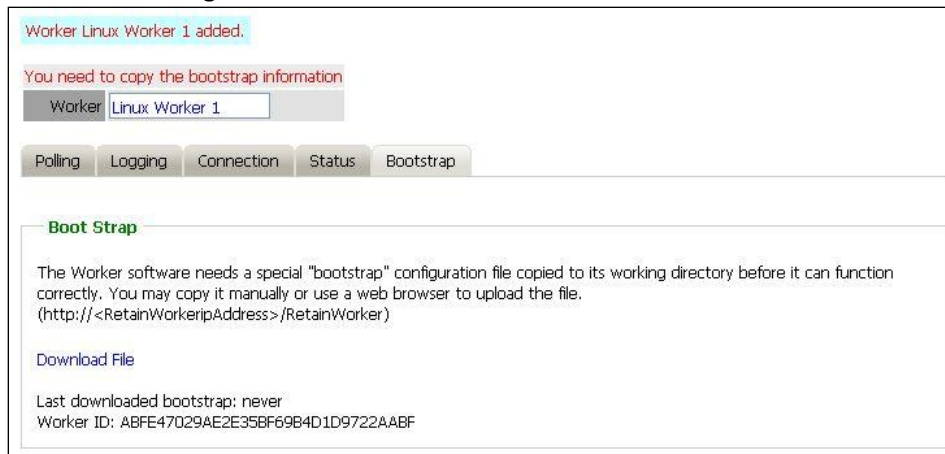 Worker Linux Worker 1 added.
You need to copy the bootstrap information
Worker Linux Worker 1
Polling Logging Connection Status Bootstrap
Boot Strap
The Worker software needs a special "bootstrap" configuration file copied to its working directory before it can function
correctly. You may copy it manually or use a web browser to upload the file.
(http://<RetainWorkeripAddress>/RetainWorker)
Download File
Last downloaded bootstrap: never
Worker ID: ABFE47029AE2E35BF69B4D1D9722AABF